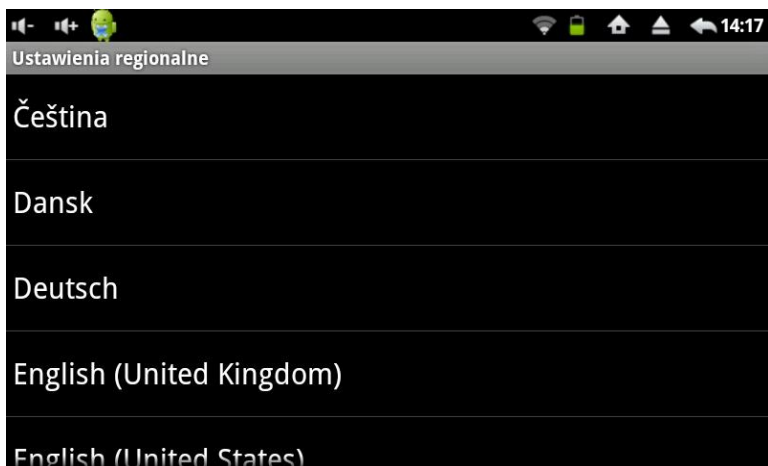 14:17
Ustawienia regionalne
Čeština
Dansk
Deutsch
English (United Kingdom)
English (United States)